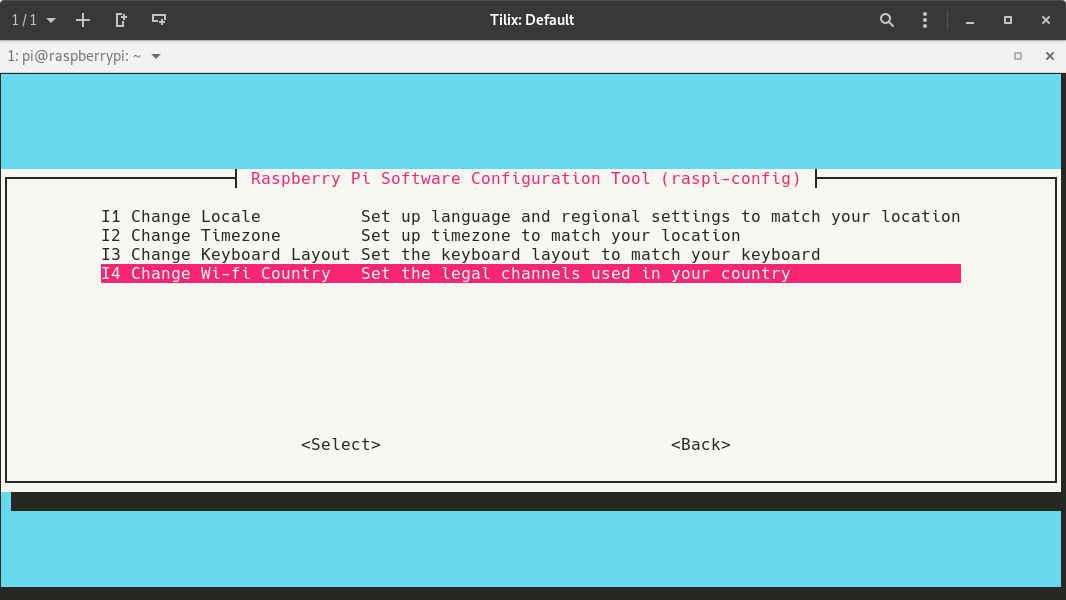 1 / 1
Tilix: Default
1: pi@raspberrypi: ~
Raspberry Pi Software Configuration Tool (raspi-config)
I1 Change Locale Set up language and regional settings to match your location
I2 Change Timezone Set up timezone to match your location
I3 Change Keyboard Layout Set the keyboard layout to match your keyboard
I4 Change Wi-fi Country Set the legal channels used in your country
<Select> <Back>